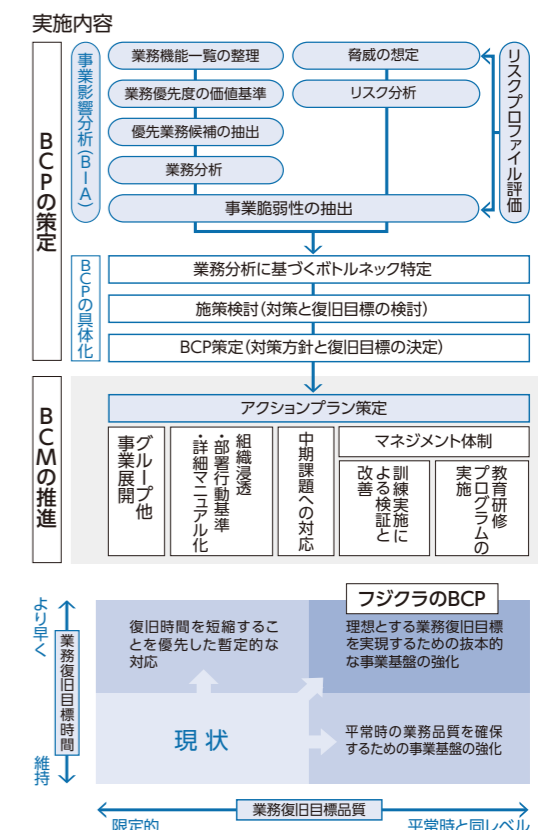 実施内容
BCPの策定
事業影響分析(BIA)
業務機能一覧の整理
業務優先度の価値基準
優先業務候補の抽出
業務分析
脅威の想定
リスク分析
事業脆弱性の抽出
リスクプロファイル評価
BCPの具体化
業務分析に基づくボトルネック特定
施策検討(対策と復旧目標の検討)
BCP策定(対策方針と復旧目標の決定)
BCMの推進
アクションプラン策定
グループ他
事業展開
組織浸透
・部署行動基準
・詳細マニュアル化
中期課題への対応
マネジメント体制
訓練実施に
よる検証と
改善
教育研修
プログラムの
実施
より早く
業務復旧目標時間
維持
復旧時間を短縮するこ
とを優先した暫定的な
対応
フジクラのBCP
理想とする業務復旧目標
を実現するための抜本的
な事業基盤の強化
現状
平常時の業務品質を確保
するための事業基盤の強化
業務復旧目標品質
限定的
平常時と同レベル